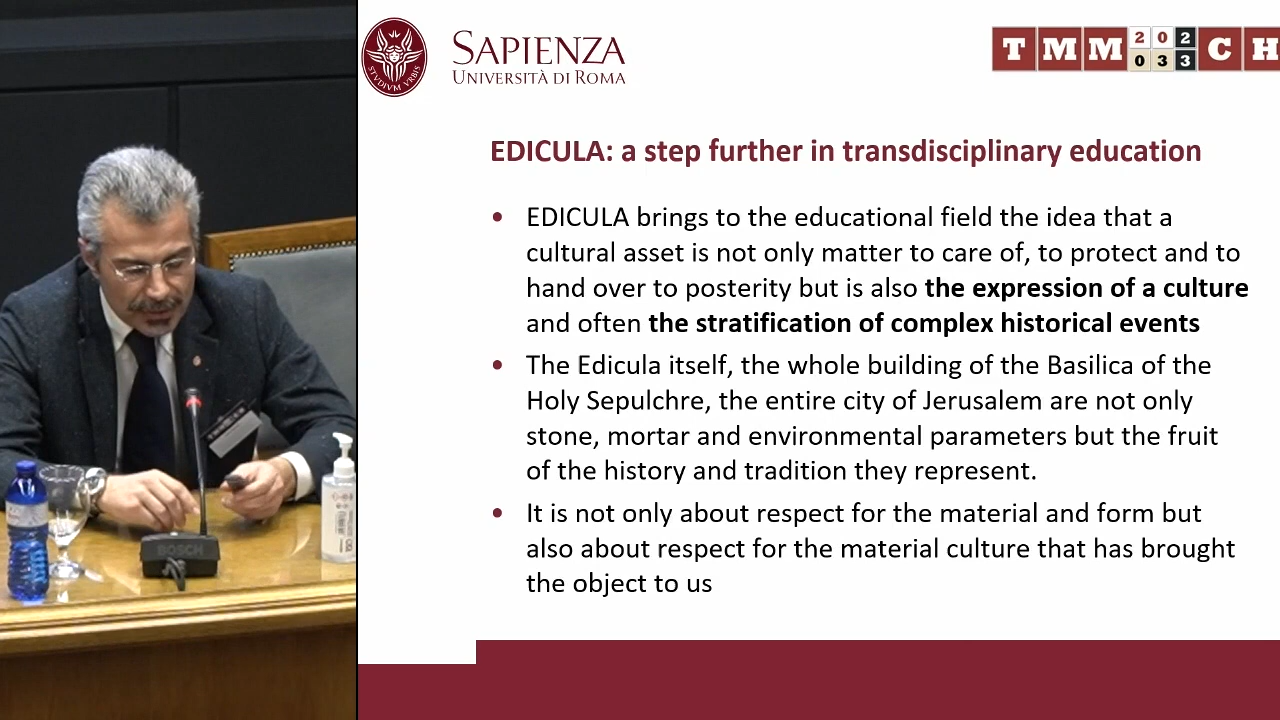 SAPIENZA
UNIVERSITÀ DI ROMA
STVDIVM VRBIS
TMM 2023 CH
033
EDICULA: a step further in transdisciplinary education
• EDICULA brings to the educational field the idea that a
cultural asset is not only matter to care of, to protect and to
hand over to posterity but is also the expression of a culture
and often the stratification of complex historical events
• The Edicula itself, the whole building of the Basilica of the
Holy Sepulchre, the entire city of Jerusalem are not only
stone, mortar and environmental parameters but the fruit
of the history and tradition they represent.
• It is not only about respect for the material and form but
also about respect for the material culture that has brought
the object to us
BOSCH